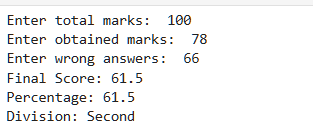 Enter total marks:  100
Enter obtained marks:  78
Enter wrong answers:  66
Final Score: 61.5
Percentage: 61.5
Division: Second